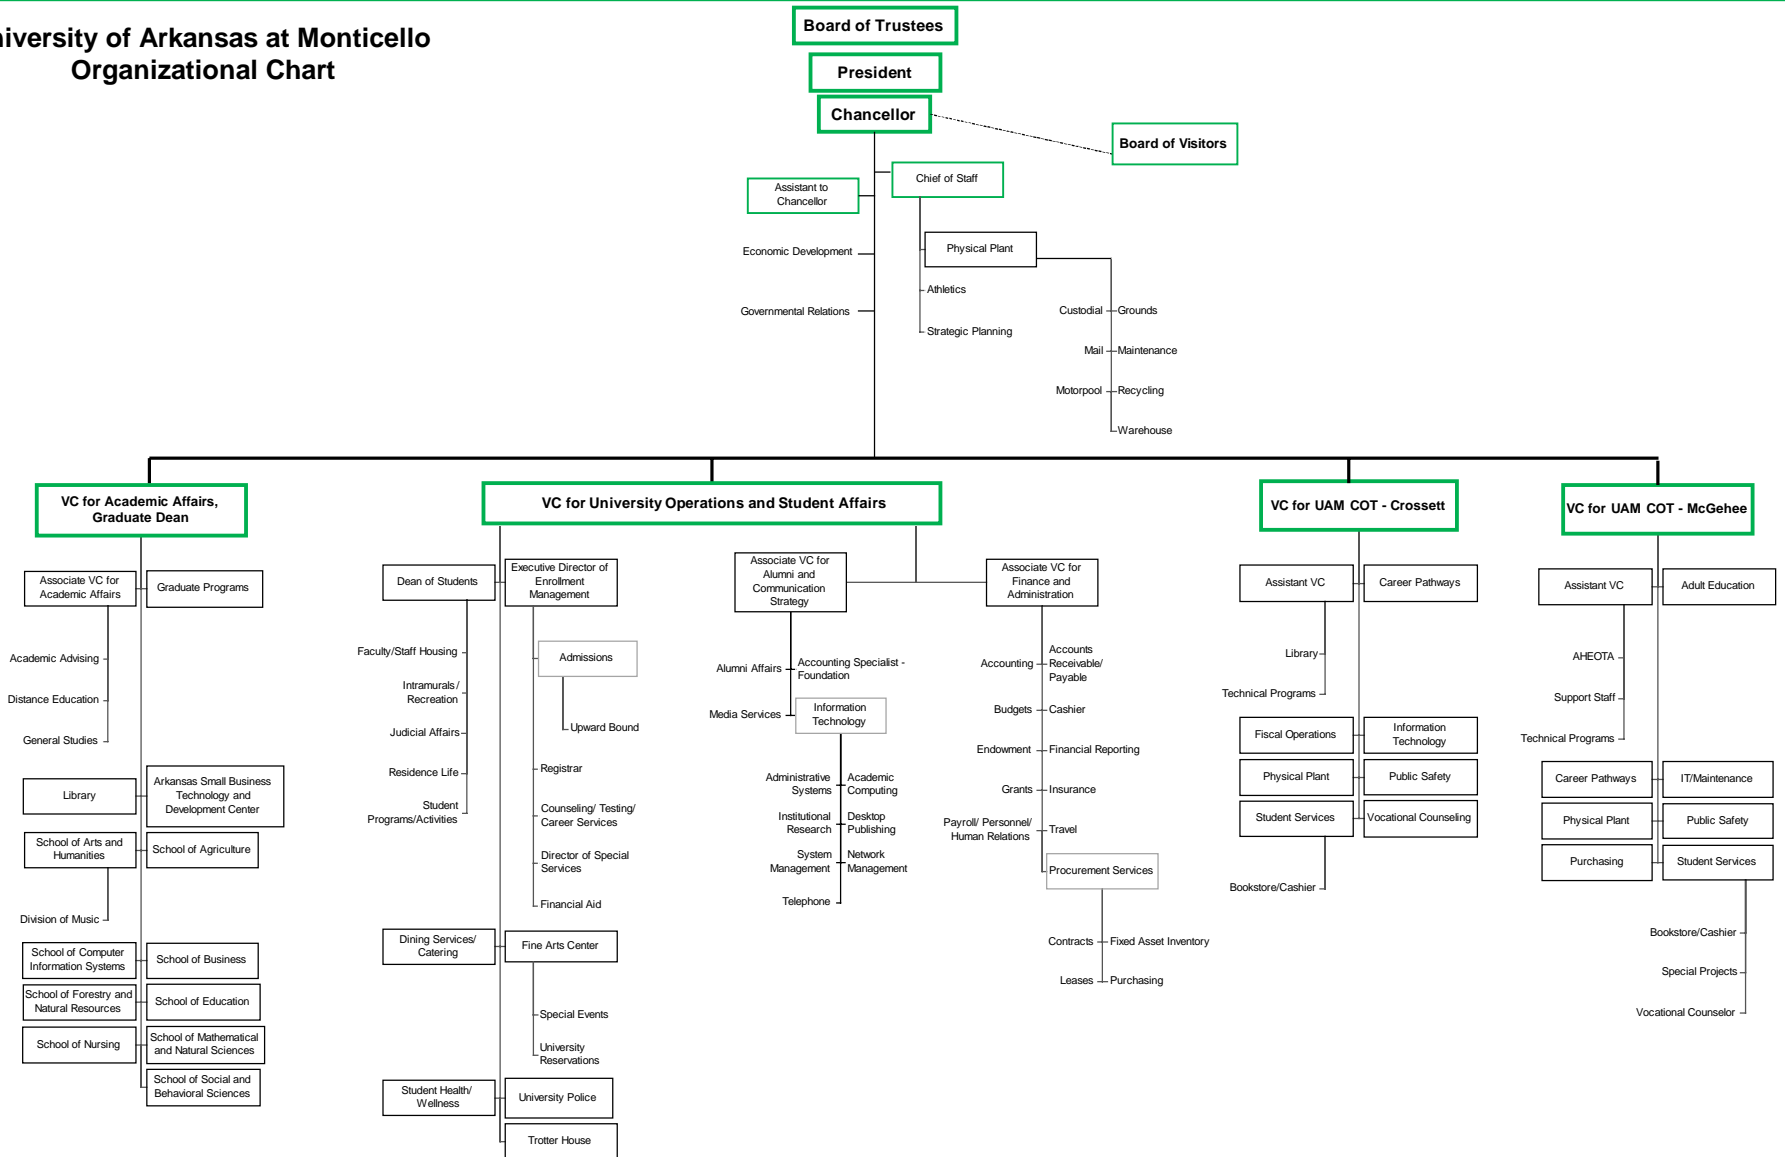 niversity of Arkansas at Monticello
Organizational Chart
Board of Trustees
President
Chancellor
Board of Visitors
Chief of Staff
Assistant to
Chancellor
Physical Plant
Economic Development
Athletics
Governmental Relations
Strategic Planning
Custodial
Grounds
Mail
Maintenance
Motorpool
Recycling
Warehouse
VC for Academic Affairs,
Graduate Dean
Associate VC for
Academic Affairs
Graduate Programs
Academic Advising
Distance Education
General Studies
Library
Arkansas Small Business
Technology and
Development Center
School of Arts and
Humanities
School of Agriculture
Division of Music
School of Computer
Information Systems
School of Business
School of Forestry and
Natural Resources
School of Education
School of Nursing
School of Mathematical
and Natural Sciences
School of Social and
Behavioral Sciences
VC for University Operations and Student Affairs
Dean of Students
Executive Director of
Enrollment
Management
Faculty/Staff Housing
Intramurals/
Recreation
Judicial Affairs
Residence Life
Student
Programs/Activities
Admissions
Upward Bound
Registrar
Counseling/ Testing/
Career Services
Director of Special
Services
Financial Aid
Dining Services/
Catering
Fine Arts Center
Special Events
University
Reservations
Student Health/
Wellness
University Police
Trotter House
Associate VC for
Alumni and
Communication
Strategy
Alumni Affairs
Accounting Specialist -
Foundation
Media Services
Information
Technology
Administrative
Systems
Academic
Computing
Institutional
Research
Desktop
Publishing
System
Management
Network
Management
Telephone
Associate VC for
Finance and
Administration
Accounting
Accounts
Receivable/
Payable
Budgets
Cashier
Endowment
Financial Reporting
Grants
Insurance
Payroll/ Personnel/
Human Relations
Travel
Procurement Services
Contracts
Fixed Asset Inventory
Leases
Purchasing
VC for UAM COT - Crossett
Assistant VC
Career Pathways
Library
Technical Programs
Fiscal Operations
Information
Technology
Physical Plant
Public Safety
Student Services
Vocational Counseling
Bookstore/Cashier
VC for UAM COT - McGehee
Assistant VC
Adult Education
AHEOTA
Support Staff
Technical Programs
Career Pathways
IT/Maintenance
Physical Plant
Public Safety
Purchasing
Student Services
Bookstore/Cashier
Special Projects
Vocational Counselor